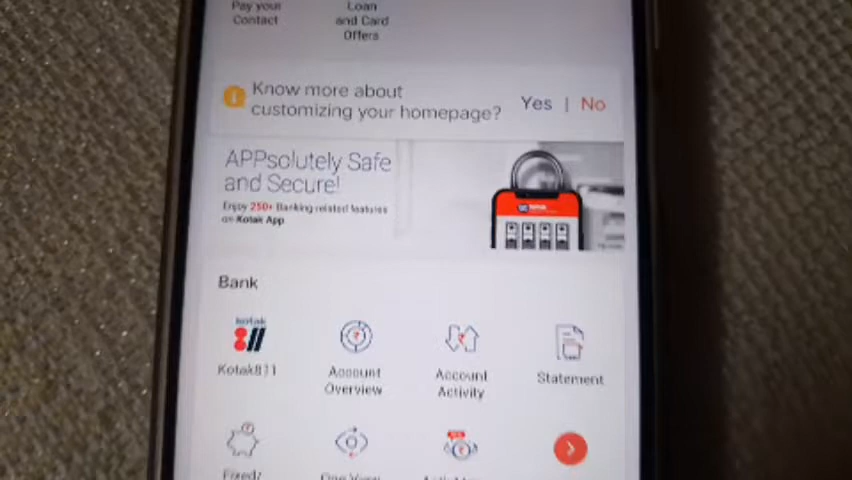 Pay your
Contact
Loan
and Card
Offers
Know more about
customizing your homepage?
Yes | No
APPsolutely Safe
and Secure!
Enjoy 250+ Banking related features
on Kotak App
Bank
kotak
811
Kotak811
Account
Overview
Account
Activity
Statement